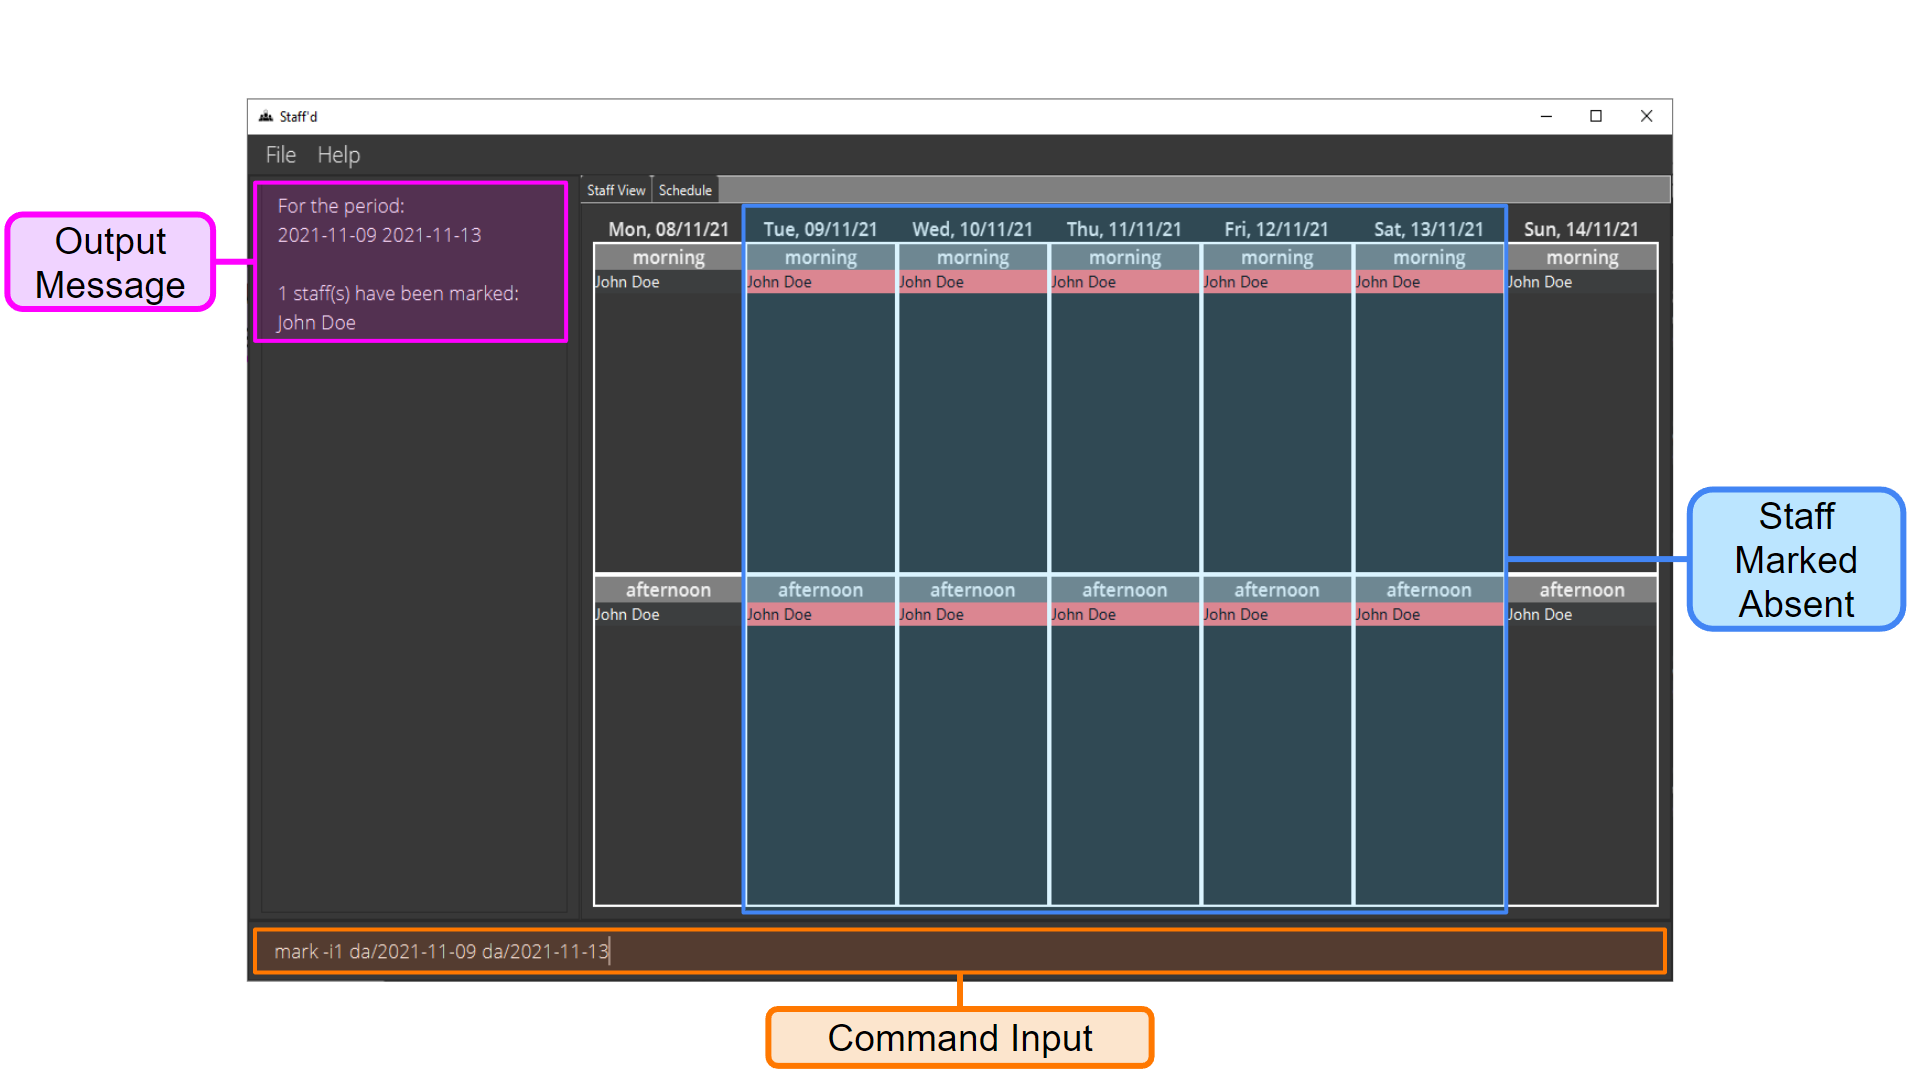 Staff'd
File Help
Output
Message
For the period:
2021-11-09 2021-11-13
1 staff(s) have been marked:
John Doe
Staff View Schedule
Mon, 08/11/21 Tue, 09/11/21 Wed, 10/11/21 Thu, 11/11/21 Fri, 12/11/21 Sat, 13/11/21 Sun, 14/11/21
morning morning morning morning morning morning morning
John Doe John Doe John Doe John Doe John Doe John Doe John Doe
afternoon afternoon afternoon afternoon afternoon afternoon afternoon
John Doe John Doe John Doe John Doe John Doe John Doe John Doe
Staff
Marked
Absent
mark -i1 da/2021-11-09 da/2021-11-13
Command Input